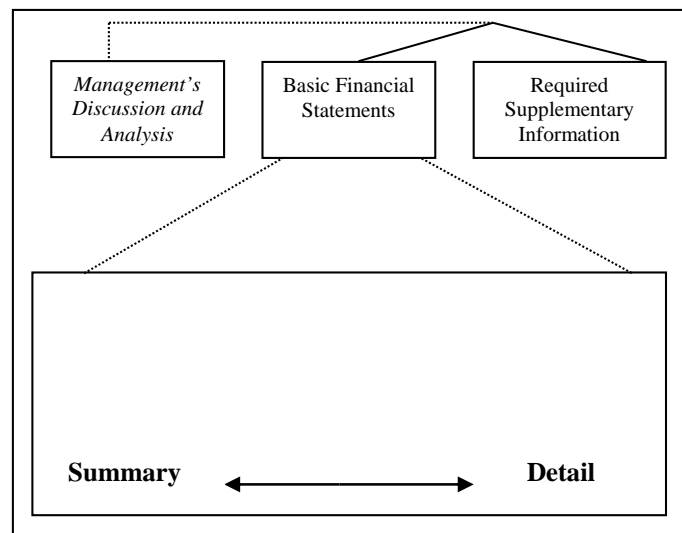 Management's
Discussion and
Analysis
Basic Financial
Statements
Required
Supplementary
Information
Summary
Detail